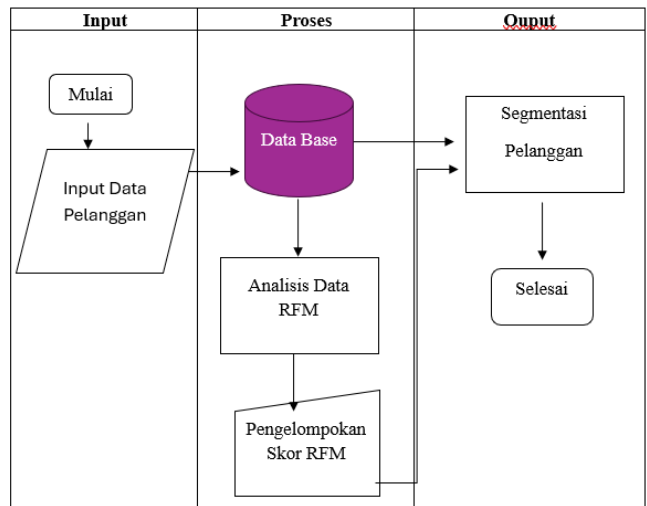 Input
Proses
Ouput
Mulai
Input Data
Pelanggan
Data Base
Analisis Data
RFM
Pengelompokan
Skor RFM
Segmentasi
Pelanggan
Selesai